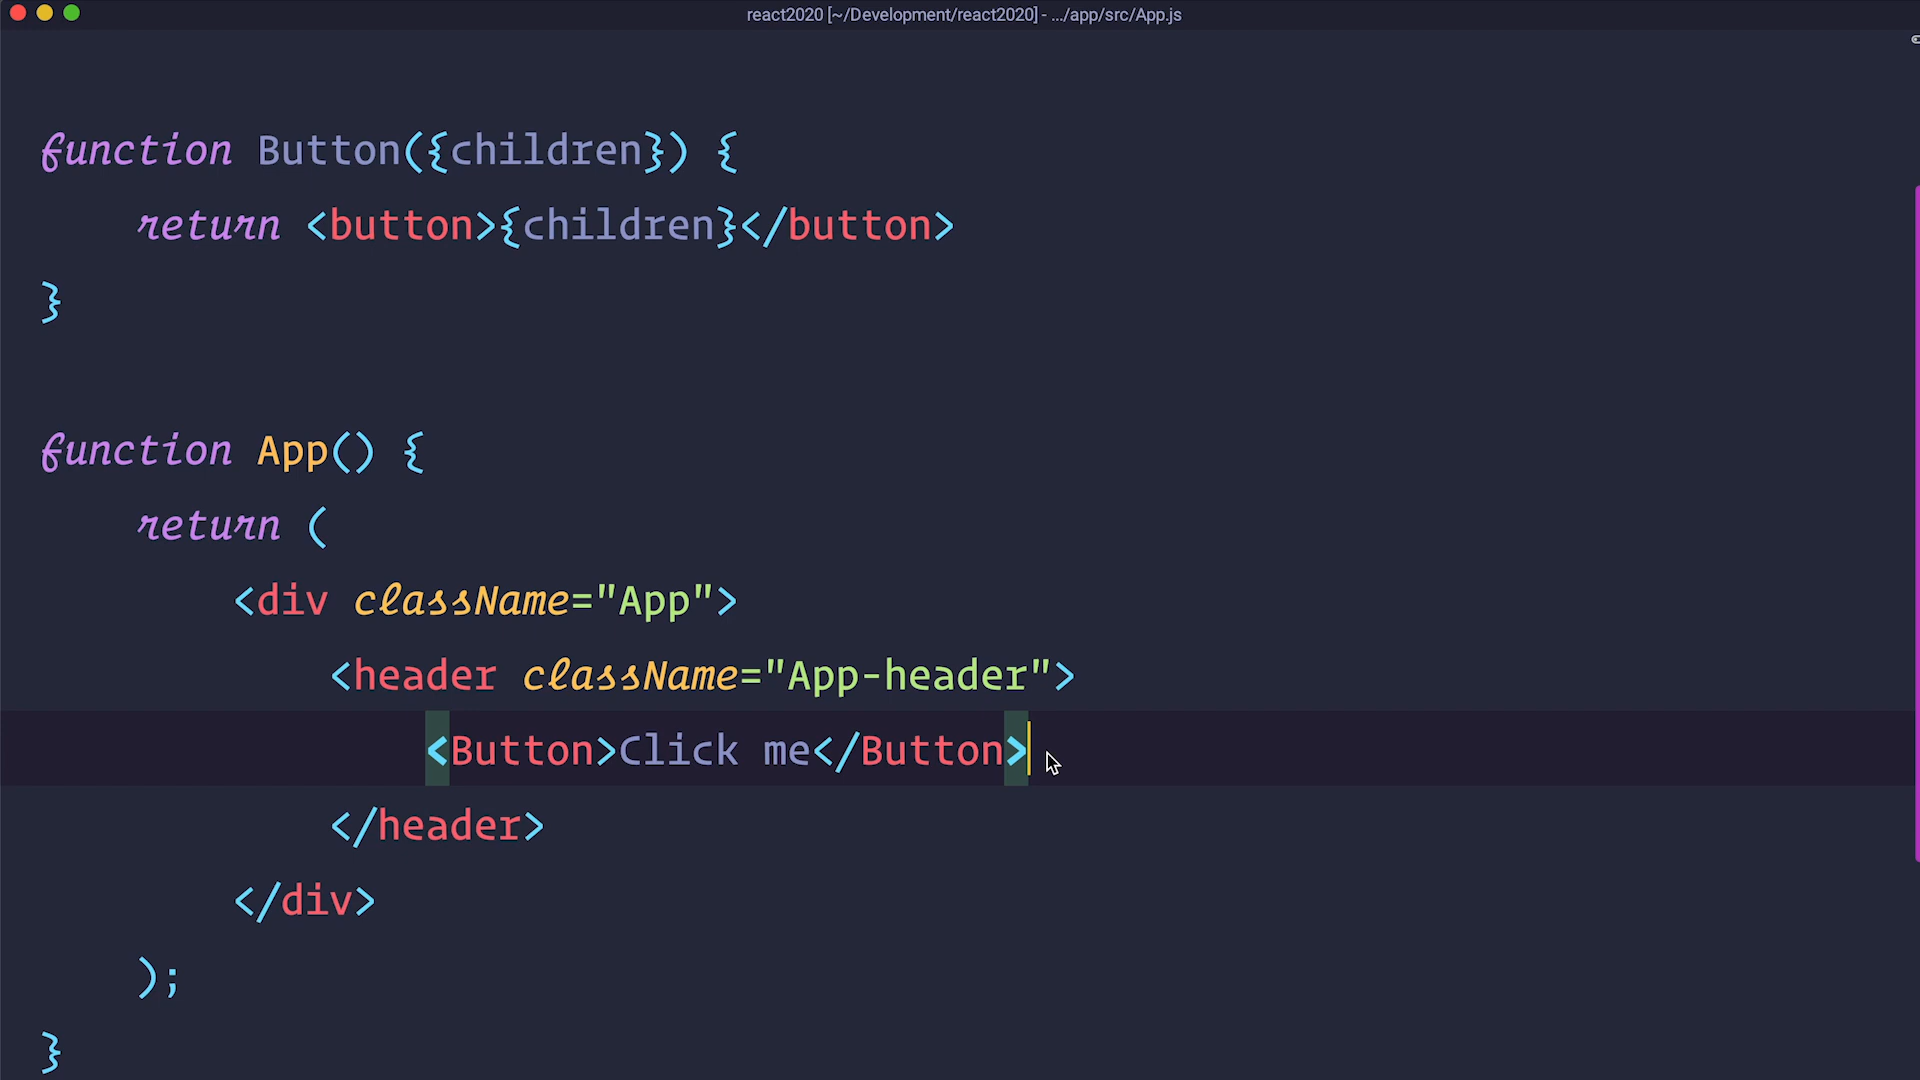 react2020 [~/Development/react2020] - .../app/src/App.js
function Button({children}) {
    return <button>{children}</button>
}
function App() {
    return (
        <div className="App">
            <header className="App-header">
                <Button>Click me</Button>
            </header>
        </div>
    );
}